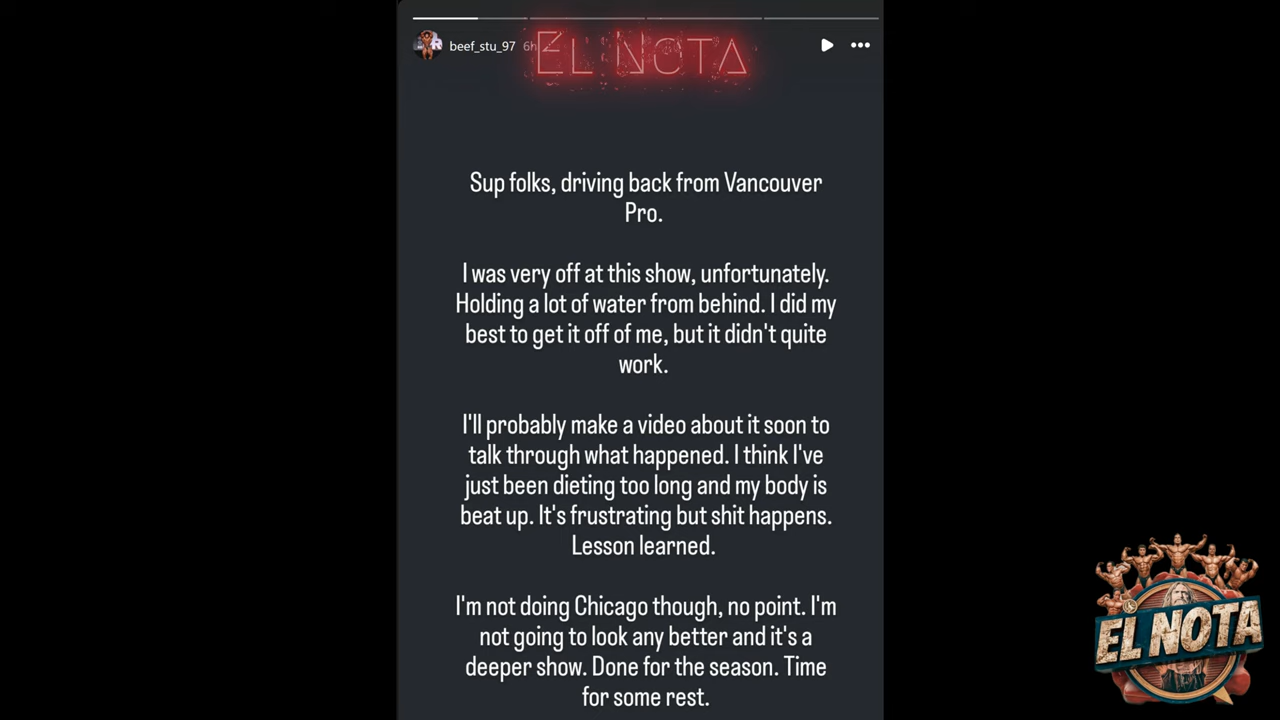 EL NOTA
beef_stu_97 6h
Sup folks, driving back from Vancouver
Pro.
I was very off at this show, unfortunately.
Holding a lot of water from behind. I did my
best to get it off of me, but it didn't quite
work.
I'll probably make a video about it soon to
talk through what happened. I think I've
just been dieting too long and my body is
beat up. It's frustrating but shit happens.
Lesson learned.
I'm not doing Chicago though, no point. I'm
not going to look any better and it's a
deeper show. Done for the season. Time
for some rest.
EL NOTA